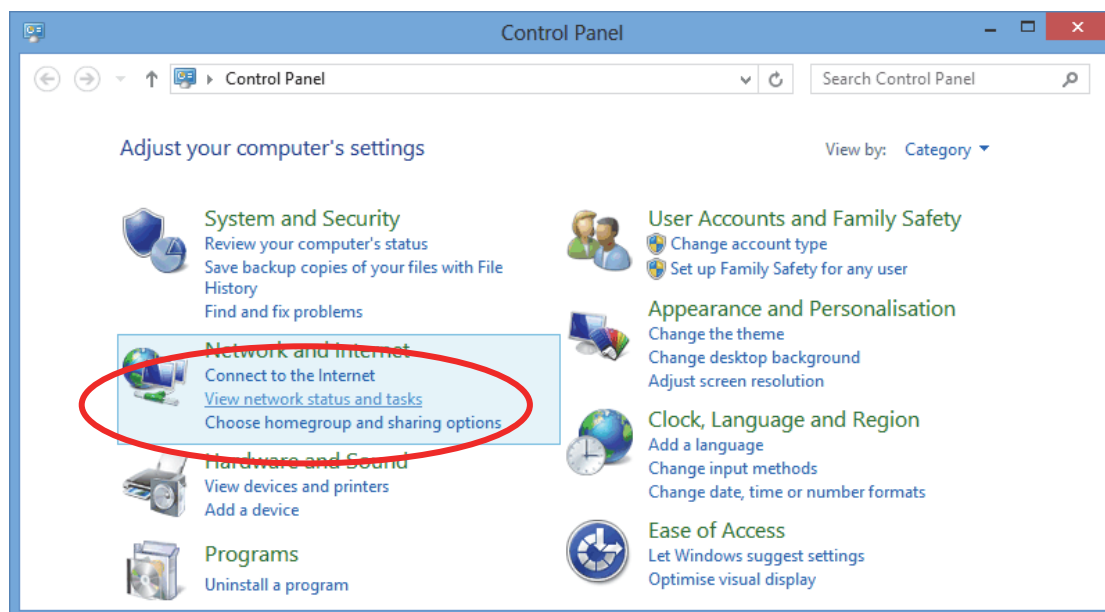 Control Panel
Control Panel
Search Control Panel
Adjust your computer's settings
View by: Category
System and Security
Review your computer's status
Save backup copies of your files with File
History
Find and fix problems
Network and Internet
Connect to the Internet
View network status and tasks
Choose homegroup and sharing options
Hardware and Sound
View devices and printers
Add a device
Programs
Uninstall a program
User Accounts and Family Safety
Change account type
Set up Family Safety for any user
Appearance and Personalisation
Change the theme
Change desktop background
Adjust screen resolution
Clock, Language and Region
Add a language
Change input methods
Change date, time or number formats
Ease of Access
Let Windows suggest settings
Optimise visual display